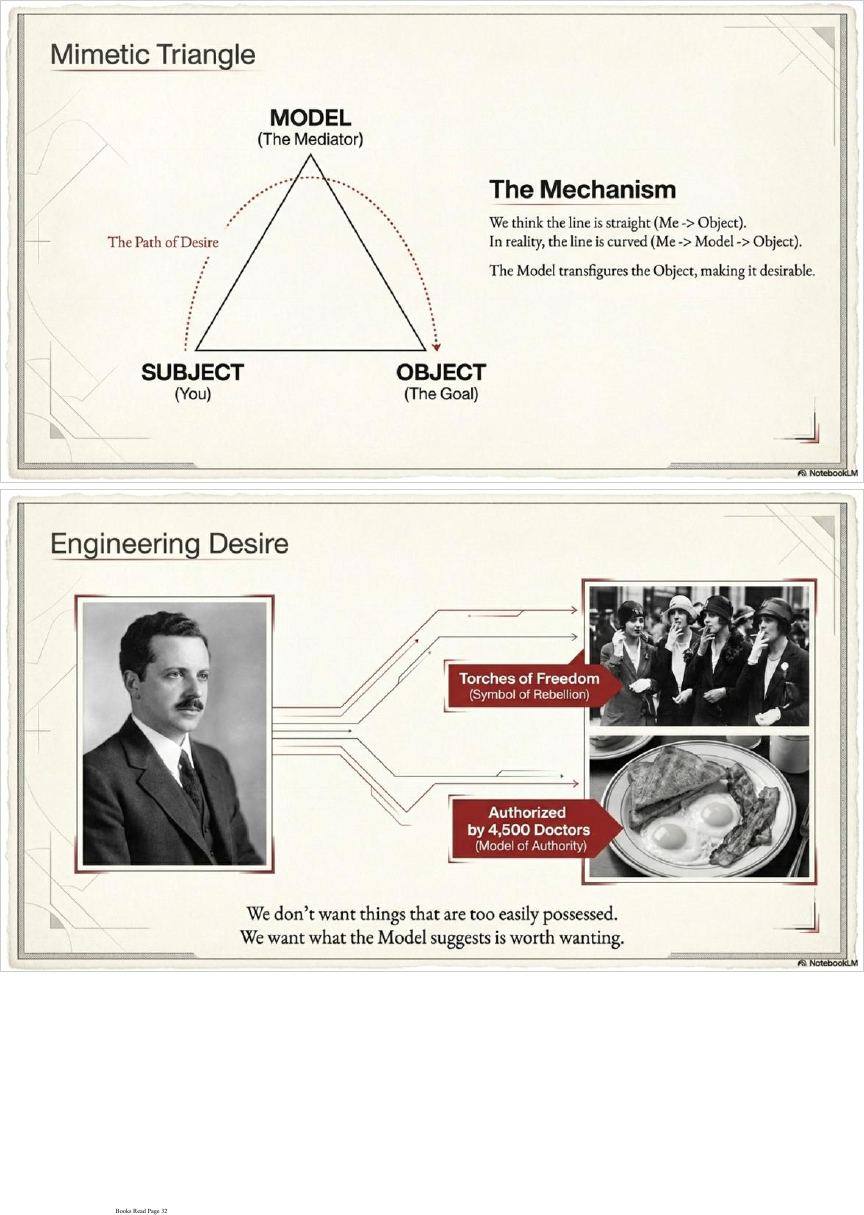 Mimetic Triangle
MODEL
(The Mediator)
The Path of Desire
SUBJECT
(You)
OBJECT
(The Goal)
The Mechanism
We think the line is straight (Me -> Object).
In reality, the line is curved (Me -> Model -> Object).
The Model transfigures the Object, making it desirable.
NotebookLM
Engineering Desire
Torches of Freedom
(Symbol of Rebellion)
Authorized
by 4,500 Doctors
(Model of Authority)
We don't want things that are too easily possessed.
We want what the Model suggests is worth wanting.
NotebookLM
Books Read Page 32